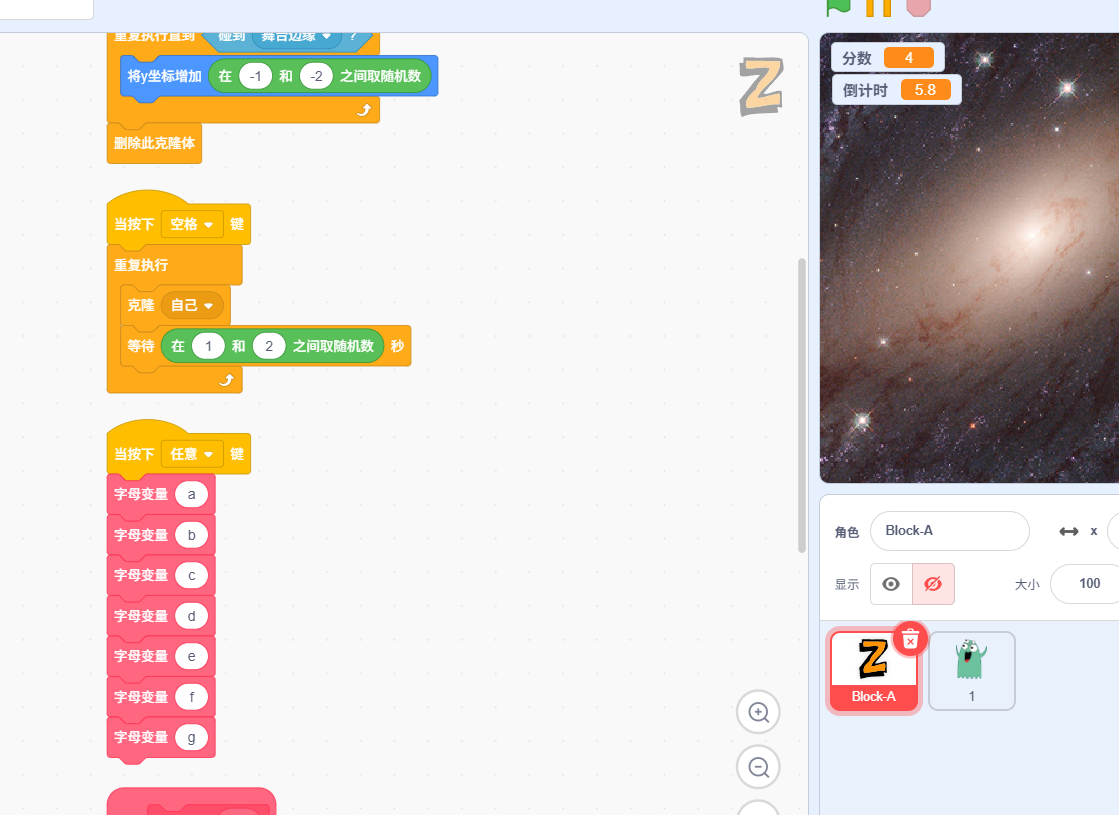 重复执行直到 碰到 舞台边缘 ?
将y坐标增加 在 -1 和 -2 之间取随机数
删除此克隆体
当按下 空格 键
重复执行
克隆 自己
等待 在 1 和 2 之间取随机数 秒
当按下 任意 键
字母变量 a
字母变量 b
字母变量 c
字母变量 d
字母变量 e
字母变量 f
字母变量 g
Z
分数 4
倒计时 5.8
角色 Block-A x
显示 大小 100
Z
Block-A
1